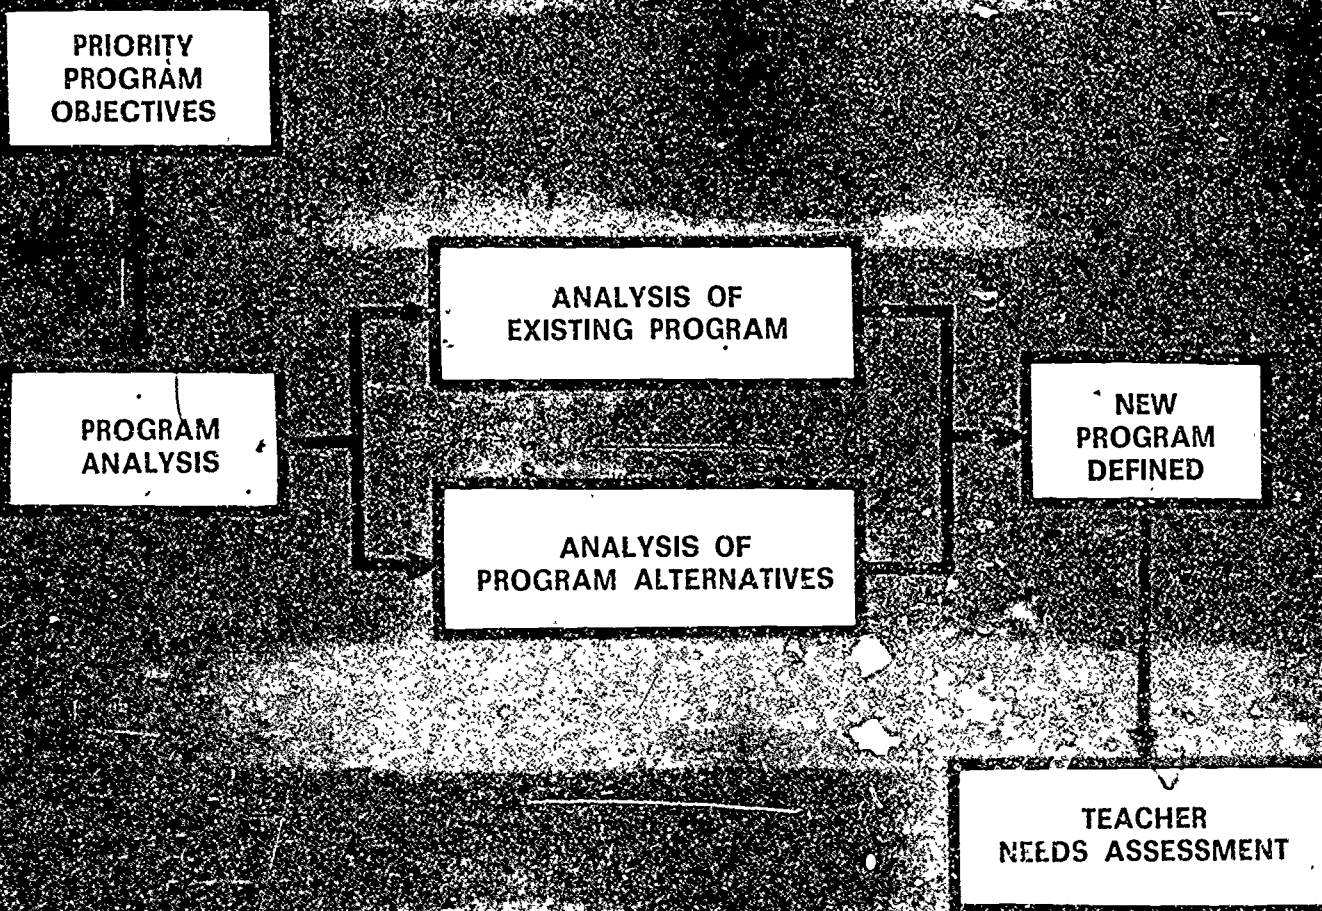 PRIORITY
PROGRAM
OBJECTIVES
ANALYSIS OF
EXISTING PROGRAM
PROGRAM
ANALYSIS
NEW
PROGRAM
DEFINED
ANALYSIS OF
PROGRAM ALTERNATIVES
TEACHER
NEEDS ASSESSMENT